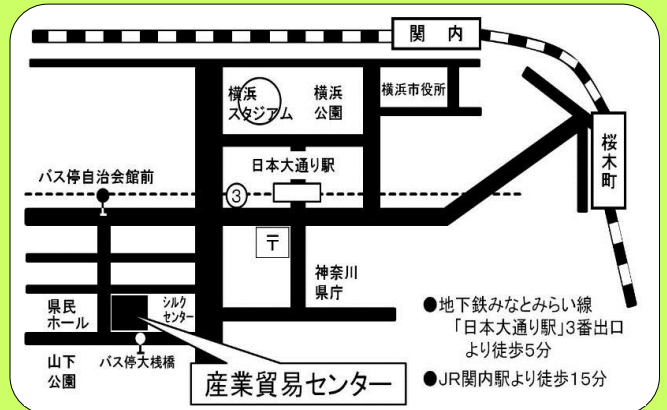 関内
横浜
スタジアム
横浜
公園
横浜市役所
桜木町
日本大通り駅
バス停自治会館前
③
〒
神奈川
県庁
県民
ホール
シルク
センター
山下
公園
バス停大桟橋
産業貿易センター
●地下鉄みなとみらい線
「日本大通り駅」3番出口
より徒歩5分
●JR関内駅より徒歩15分